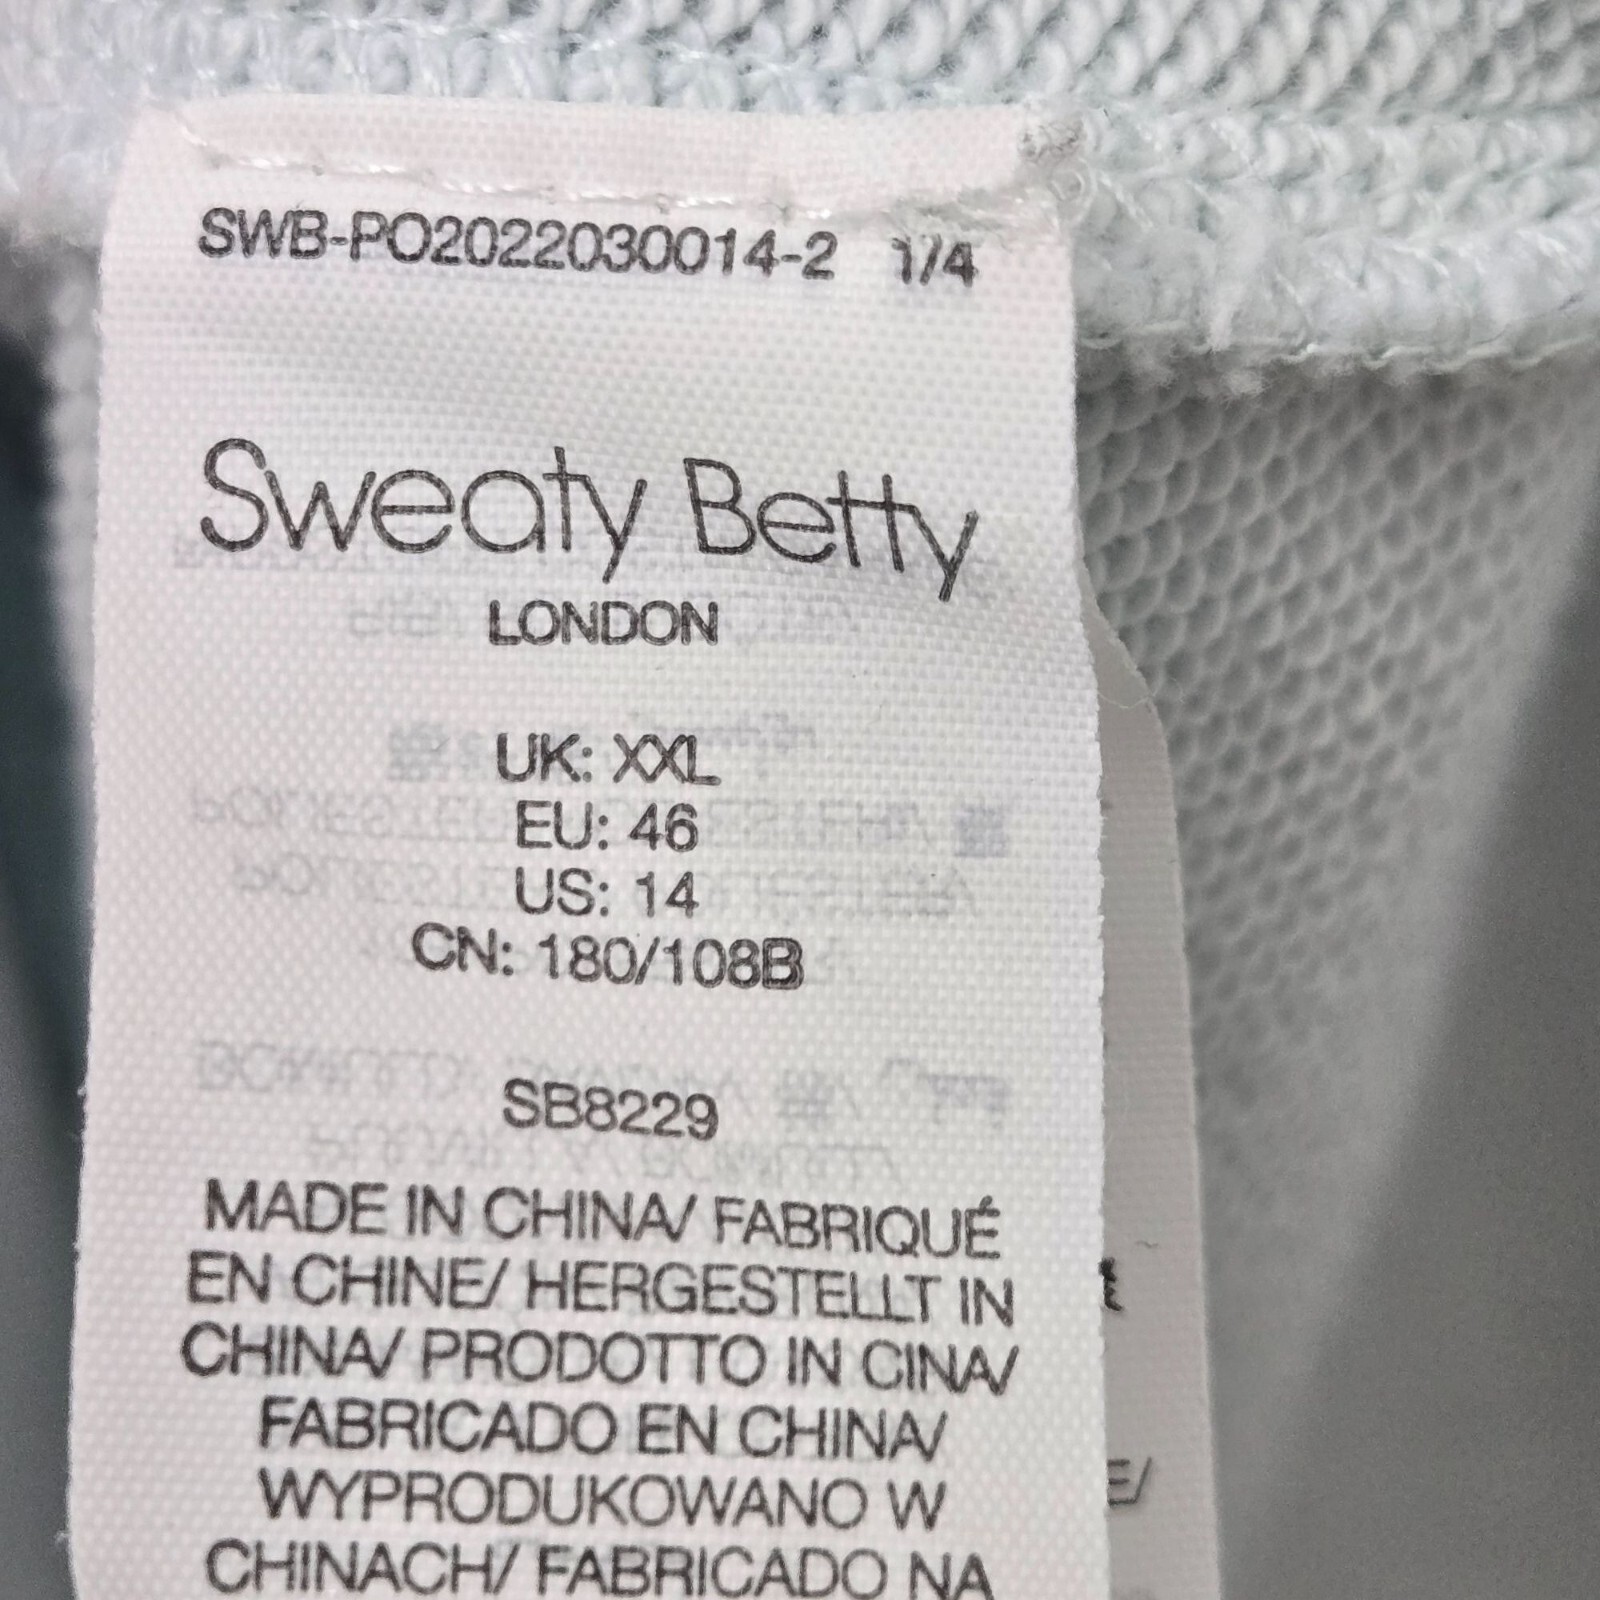 SWB-PO2022030014-2 1/4
Sweaty Betty
LONDON
UK: XXL
EU: 46
US: 14
CN: 180/108B
SB8229
MADE IN CHINA/ FABRIQUÉ
EN CHINE/ HERGESTELLT IN
CHINA/ PRODOTTO IN CINA/
FABRICADO EN CHINA/
WYPRODUKOWANO W
CHINACH/ FABRICADO NA
E/